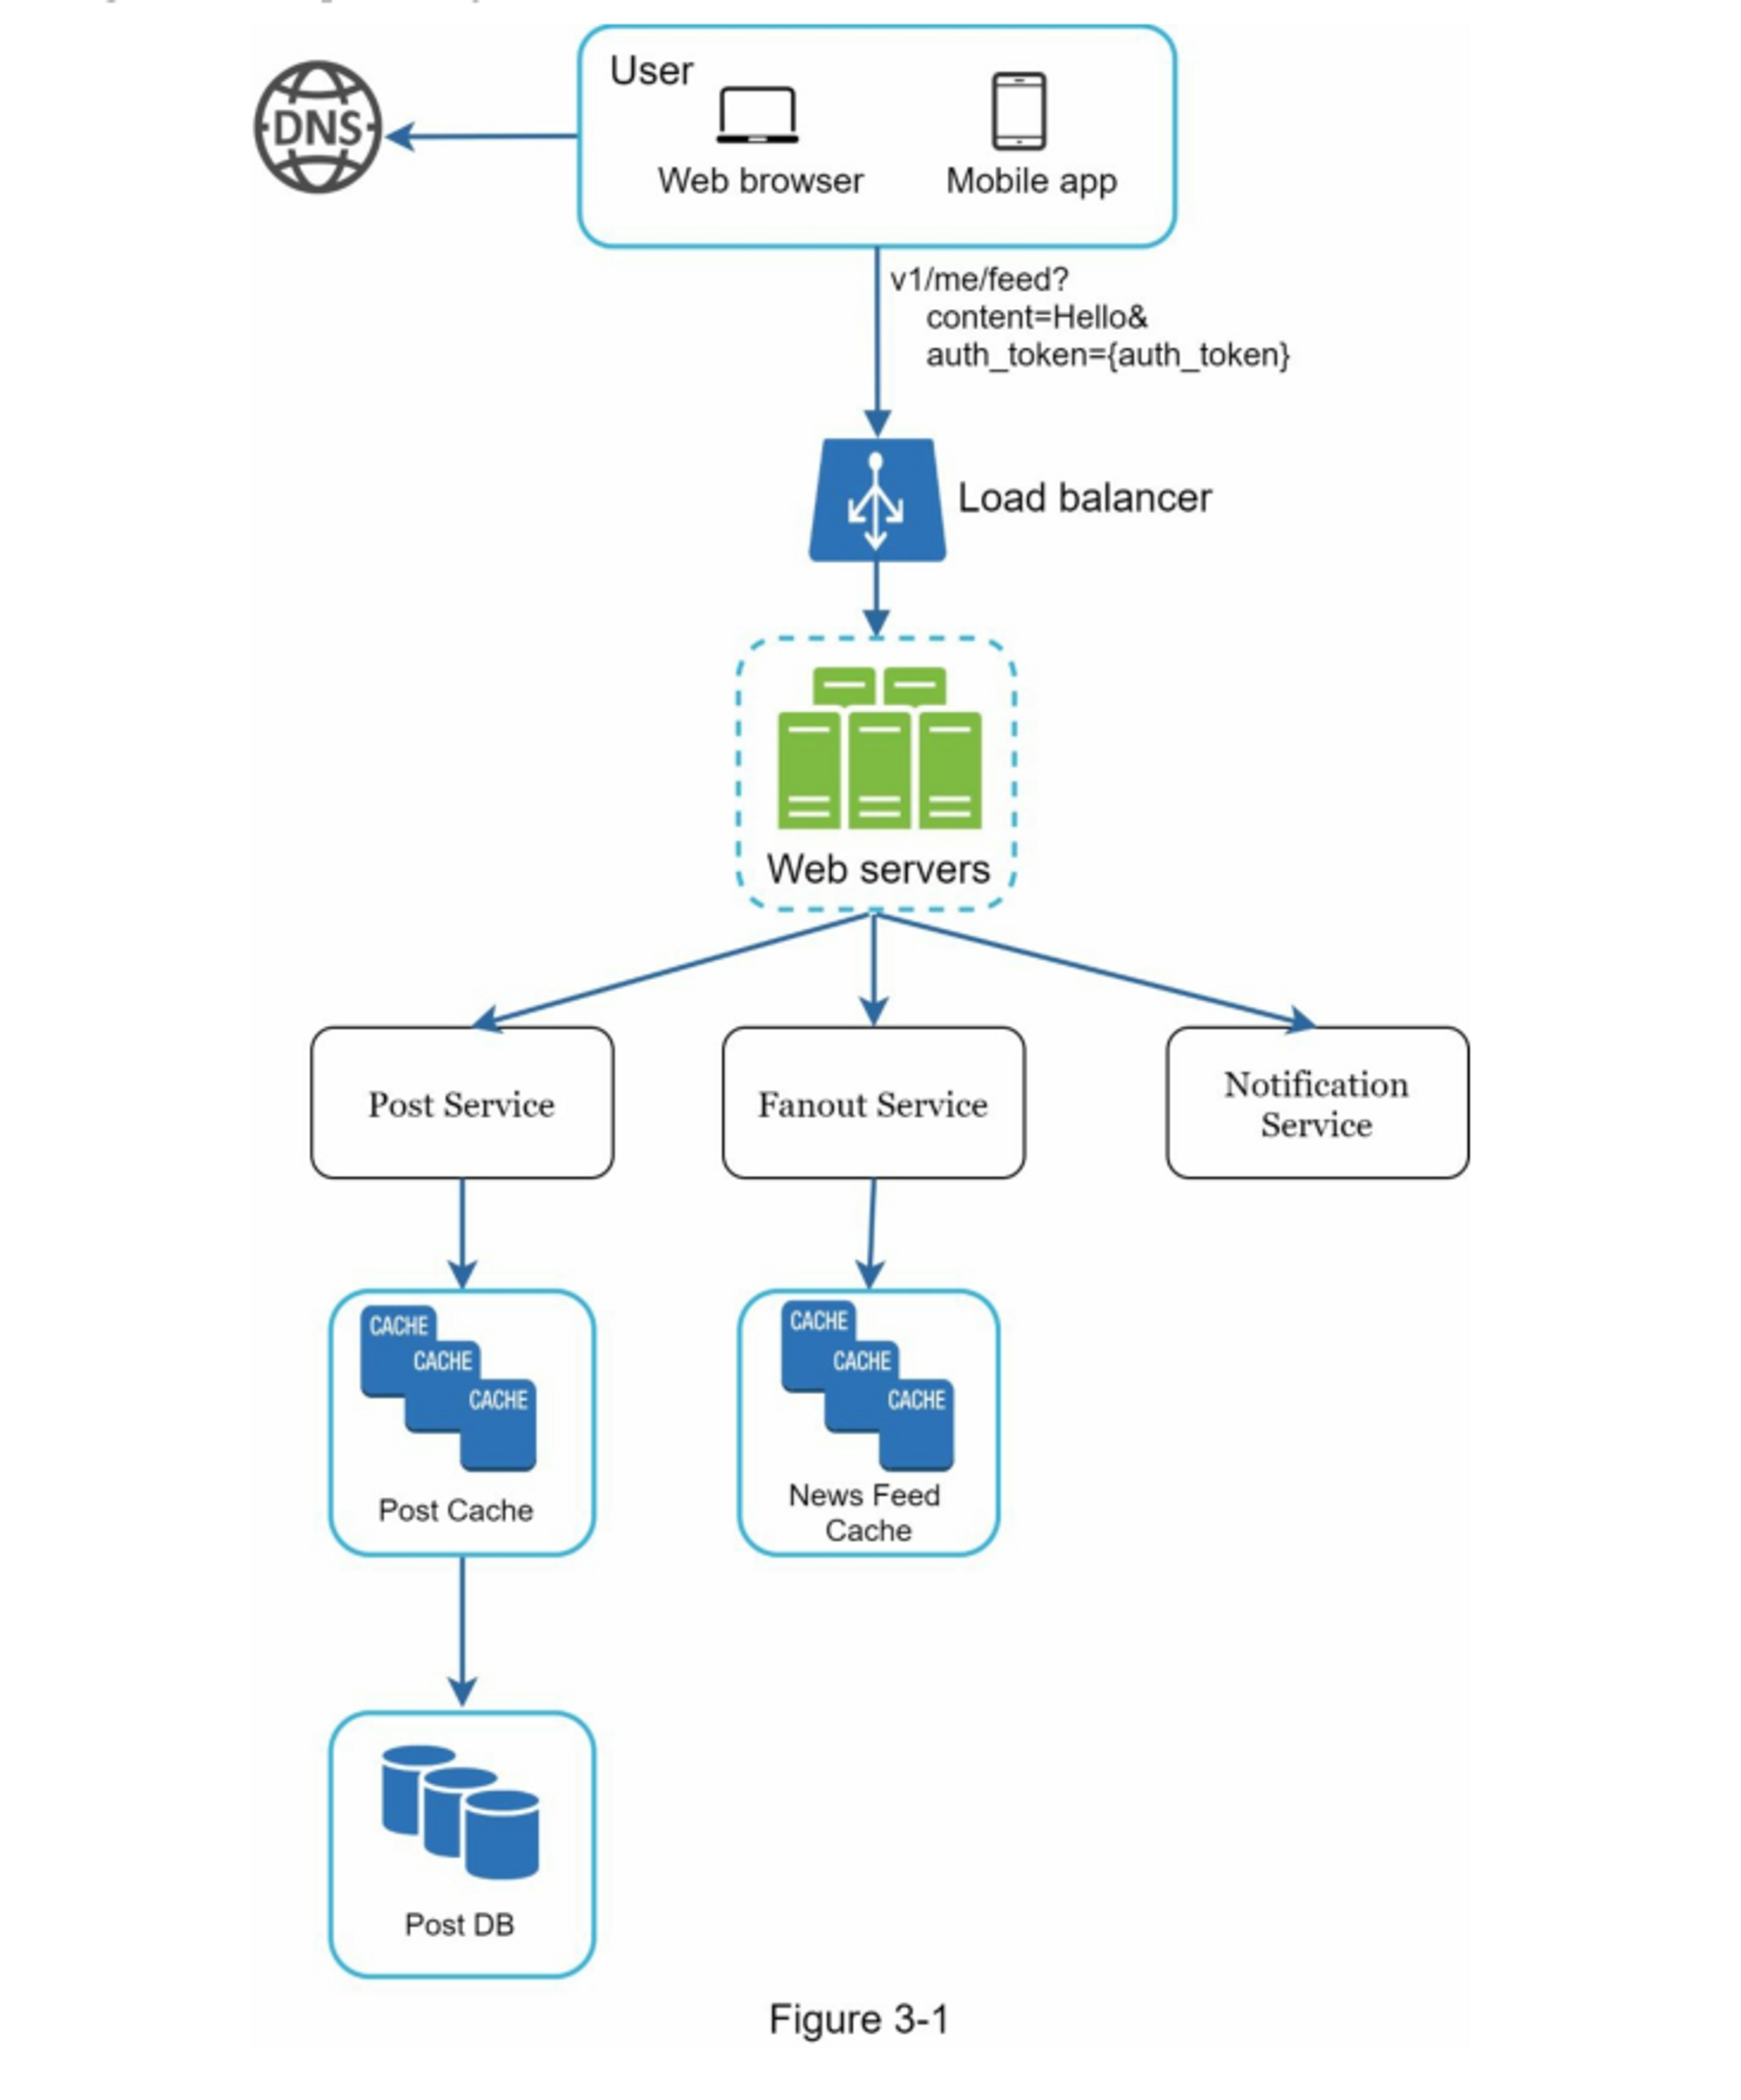 User
DNS
Web browser
Mobile app
v1/me/feed?
content=Hello&
auth_token={auth_token}
Load balancer
Web servers
Post Service
Fanout Service
Notification
Service
CACHE
CACHE
CACHE
Post Cache
CACHE
CACHE
CACHE
News Feed
Cache
Post DB
Figure 3-1